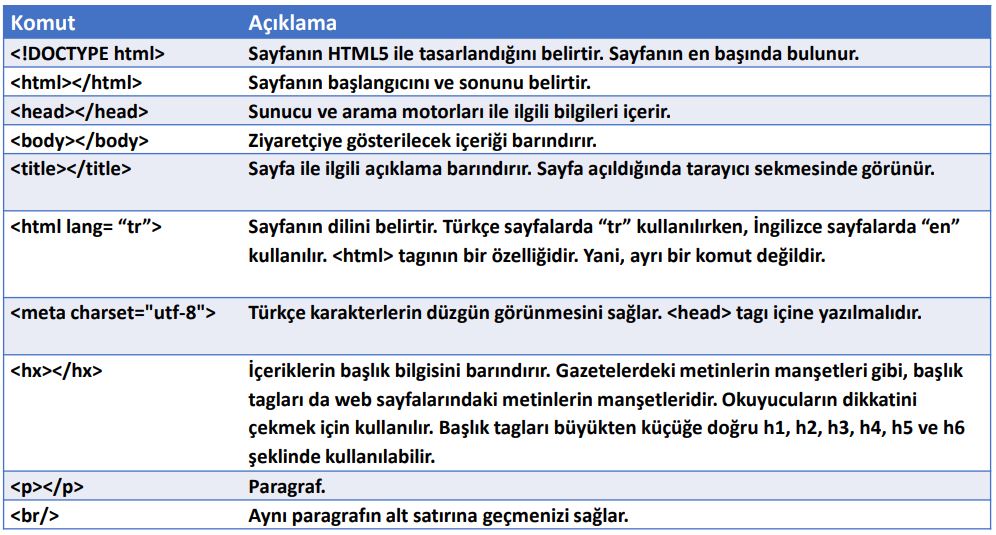 Komut Açıklama
<!DOCTYPE html> Sayfanın HTML5 ile tasarlandığını belirtir. Sayfanın en başında bulunur.
<html></html> Sayfanın başlangıcını ve sonunu belirtir.
<head></head> Sunucu ve arama motorları ile ilgili bilgileri içerir.
<body></body> Ziyaretçiye gösterilecek içeriği barındırır.
<title></title> Sayfa ile ilgili açıklama barındırır. Sayfa açıldığında tarayıcı sekmesinde görünür.
<html lang= “tr”> Sayfanın dilini belirtir. Türkçe sayfalarda “tr” kullanılırken, İngilizce sayfalarda “en”
kullanılır. <html> tagının bir özelliğidir. Yani, ayrı bir komut değildir.
<meta charset="utf-8"> Türkçe karakterlerin düzgün görünmesini sağlar. <head> tagı içine yazılmalıdır.
<hx></hx> İçeriklerin başlık bilgisini barındırır. Gazetelerdeki metinlerin manşetleri gibi, başlık
tagları da web sayfalarındaki metinlerin manşetleridir. Okuyucuların dikkatini
çekmek için kullanılır. Başlık tagları büyükten küçüğe doğru h1, h2, h3, h4, h5 ve h6
şeklinde kullanılabilir.
<p></p> Paragraf.
<br/> Aynı paragrafın alt satırına geçmenizi sağlar.